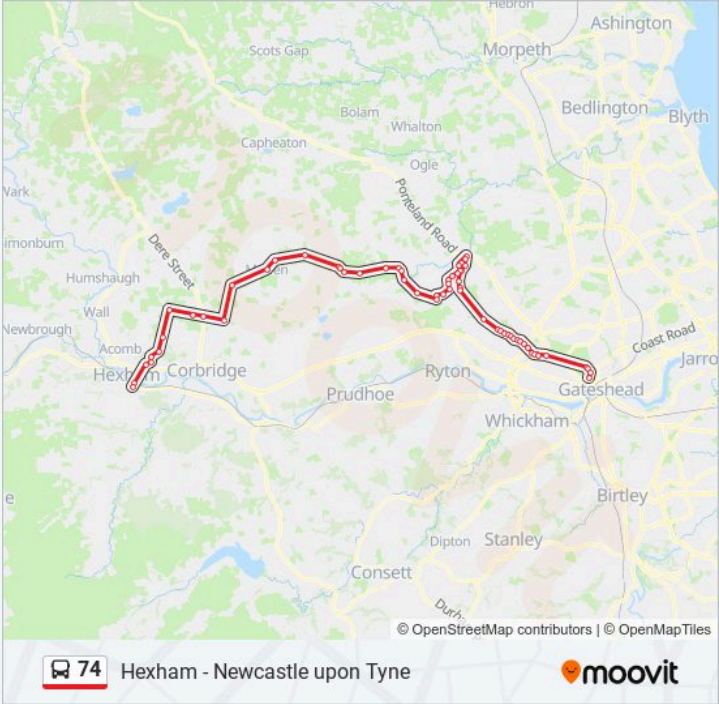 Hebron
Ashington
Scots Gap
Morpeth
Bedlington
Bolam
Blyth
Whalton
Capheaton
Ogle
Wark
Ponteland Road
Dere Street
imonburn
Humshaugh
Wall
Newbrough
Coast Road
Acomb
Jarro
Hexham
Corbridge
Ryton
Gateshead
Prudhoe
Whickham
Birtley
e
Dipton
Stanley
Consett
Durh
© OpenStreetMap contributors | © OpenMapTiles
74 Hexham - Newcastle upon Tyne
moovit